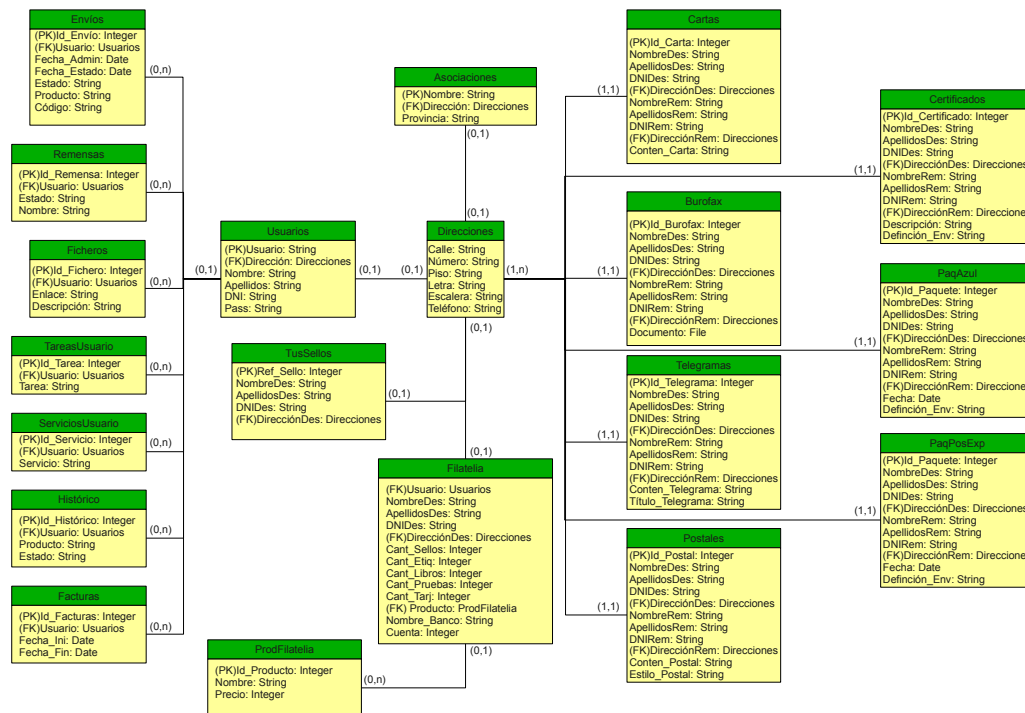 Envíos
(PK)Id_Envío: Integer
(FK)Usuario: Usuarios
Fecha_Admin: Date
Fecha_Estado: Date
Estado: String
Producto: String
Código: String
(0,n)
Remensas
(PK)Id_Remensa: Integer
(FK)Usuario: Usuarios
Estado: String
Nombre: String
(0,n)
Ficheros
(PK)Id_Fichero: Integer
(FK)Usuario: Usuarios
Enlace: String
Descripción: String
(0,n)
TareasUsuario
(PK)Id_Tarea: Integer
(FK)Usuario: Usuarios
Tarea: String
(0,n)
ServiciosUsuario
(PK)Id_Servicio: Integer
(FK)Usuario: Usuarios
Servicio: String
(0,n)
Histórico
(PK)Id_Histórico: Integer
(FK)Usuario: Usuarios
Producto: String
Estado: String
(0,n)
Facturas
(PK)Id_Facturas: Integer
(FK)Usuario: Usuarios
Fecha_Ini: Date
Fecha_Fin: Date
(0,n)
Usuarios
(PK)Usuario: String
(FK)Dirección: Direcciones
Nombre: String
Apellidos: String
DNI: String
Pass: String
(0,1)
(0,1)
Asociaciones
(PK)Nombre: String
(FK)Dirección: Direcciones
Provincia: String
(0,1)
(0,1)
Direcciones
Calle: String
Número: String
Piso: String
Letra: String
Escalera: String
Teléfono: String
(0,1)
(1,n)
(0,1)
TusSellos
(PK)Ref_Sello: Integer
NombreDes: String
ApellidosDes: String
DNIDes: String
(FK)DirecciónDes: Direcciones
(0,1)
(0,1)
Filatelia
(FK)Usuario: Usuarios
NombreDes: String
ApellidosDes: String
DNIDes: String
(FK)DirecciónDes: Direcciones
Cant_Sellos: Integer
Cant_Etiq: Integer
Cant_Libros: Integer
Cant_Pruebas: Integer
Cant_Tarj: Integer
(FK) Producto: ProdFilatelia
Nombre_Banco: String
Cuenta: Integer
(0,1)
ProdFilatelia
(PK)Id_Producto: Integer
Nombre: String
Precio: Integer
(0,n)
Cartas
(PK)Id_Carta: Integer
NombreDes: String
ApellidosDes: String
DNIDes: String
(FK)DirecciónDes: Direcciones
NombreRem: String
ApellidosRem: String
DNIRem: String
(FK)DirecciónRem: Direcciones
Conten_Carta: String
(1,1)
Burofax
(PK)Id_Burofax: Integer
NombreDes: String
ApellidosDes: String
DNIDes: String
(FK)DirecciónDes: Direcciones
NombreRem: String
ApellidosRem: String
DNIRem: String
(FK)DirecciónRem: Direcciones
Documento: File
(1,1)
Telegramas
(PK)Id_Telegrama: Integer
NombreDes: String
ApellidosDes: String
DNIDes: String
(FK)DirecciónDes: Direcciones
NombreRem: String
ApellidosRem: String
DNIRem: String
(FK)DirecciónRem: Direcciones
Conten_Telegrama: String
Título_Telegrama: String
(1,1)
Postales
(PK)Id_Postal: Integer
NombreDes: String
ApellidosDes: String
DNIDes: String
(FK)DirecciónDes: Direcciones
NombreRem: String
ApellidosRem: String
DNIRem: String
(FK)DirecciónRem: Direcciones
Conten_Postal: String
Estilo_Postal: String
(1,1)
Certificados
(PK)Id_Certificado: Integer
NombreDes: String
ApellidosDes: String
DNIDes: String
(FK)DirecciónDes: Direcciones
NombreRem: String
ApellidosRem: String
DNIRem: String
(FK)DirecciónRem: Direcciones
Descripción: String
Definción_Env: String
(1,1)
PaqAzul
(PK)Id_Paquete: Integer
NombreDes: String
ApellidosDes: String
DNIDes: String
(FK)DirecciónDes: Direcciones
NombreRem: String
ApellidosRem: String
DNIRem: String
(FK)DirecciónRem: Direcciones
Fecha: Date
Definción_Env: String
(1,1)
PaqPosExp
(PK)Id_Paquete: Integer
NombreDes: String
ApellidosDes: String
DNIDes: String
(FK)DirecciónDes: Direcciones
NombreRem: String
ApellidosRem: String
DNIRem: String
(FK)DirecciónRem: Direcciones
Fecha: Date
Definción_Env: String
(1,1)